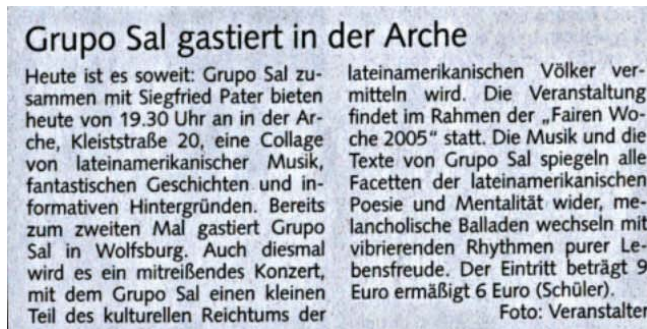 Grupo Sal gastiert in der Arche
Heute ist es soweit: Grupo Sal zu-
sammen mit Siegfried Pater bieten
heute von 19.30 Uhr an in der Ar-
che, Kleiststraße 20, eine Collage
von lateinamerikanischer Musik,
fantastischen Geschichten und in-
formativen Hintergründen. Bereits
zum zweiten Mal gastiert Grupo
Sal in Wolfsburg. Auch diesmal
wird es ein mitreißendes Konzert,
mit dem Grupo Sal einen kleinen
Teil des kulturellen Reichtums der
lateinamerikanischen Völker ver-
mitteln wird. Die Veranstaltung
findet im Rahmen der „Fairen Wo-
che 2005“ statt. Die Musik und die
Texte von Grupo Sal spiegeln alle
Facetten der lateinamerikanischen
Poesie und Mentalität wider, me-
lancholische Balladen wechseln mit
vibrierenden Rhythmen purer Le-
bensfreude. Der Eintritt beträgt 9
Euro ermäßigt 6 Euro (Schüler).
Foto: Veranstalter